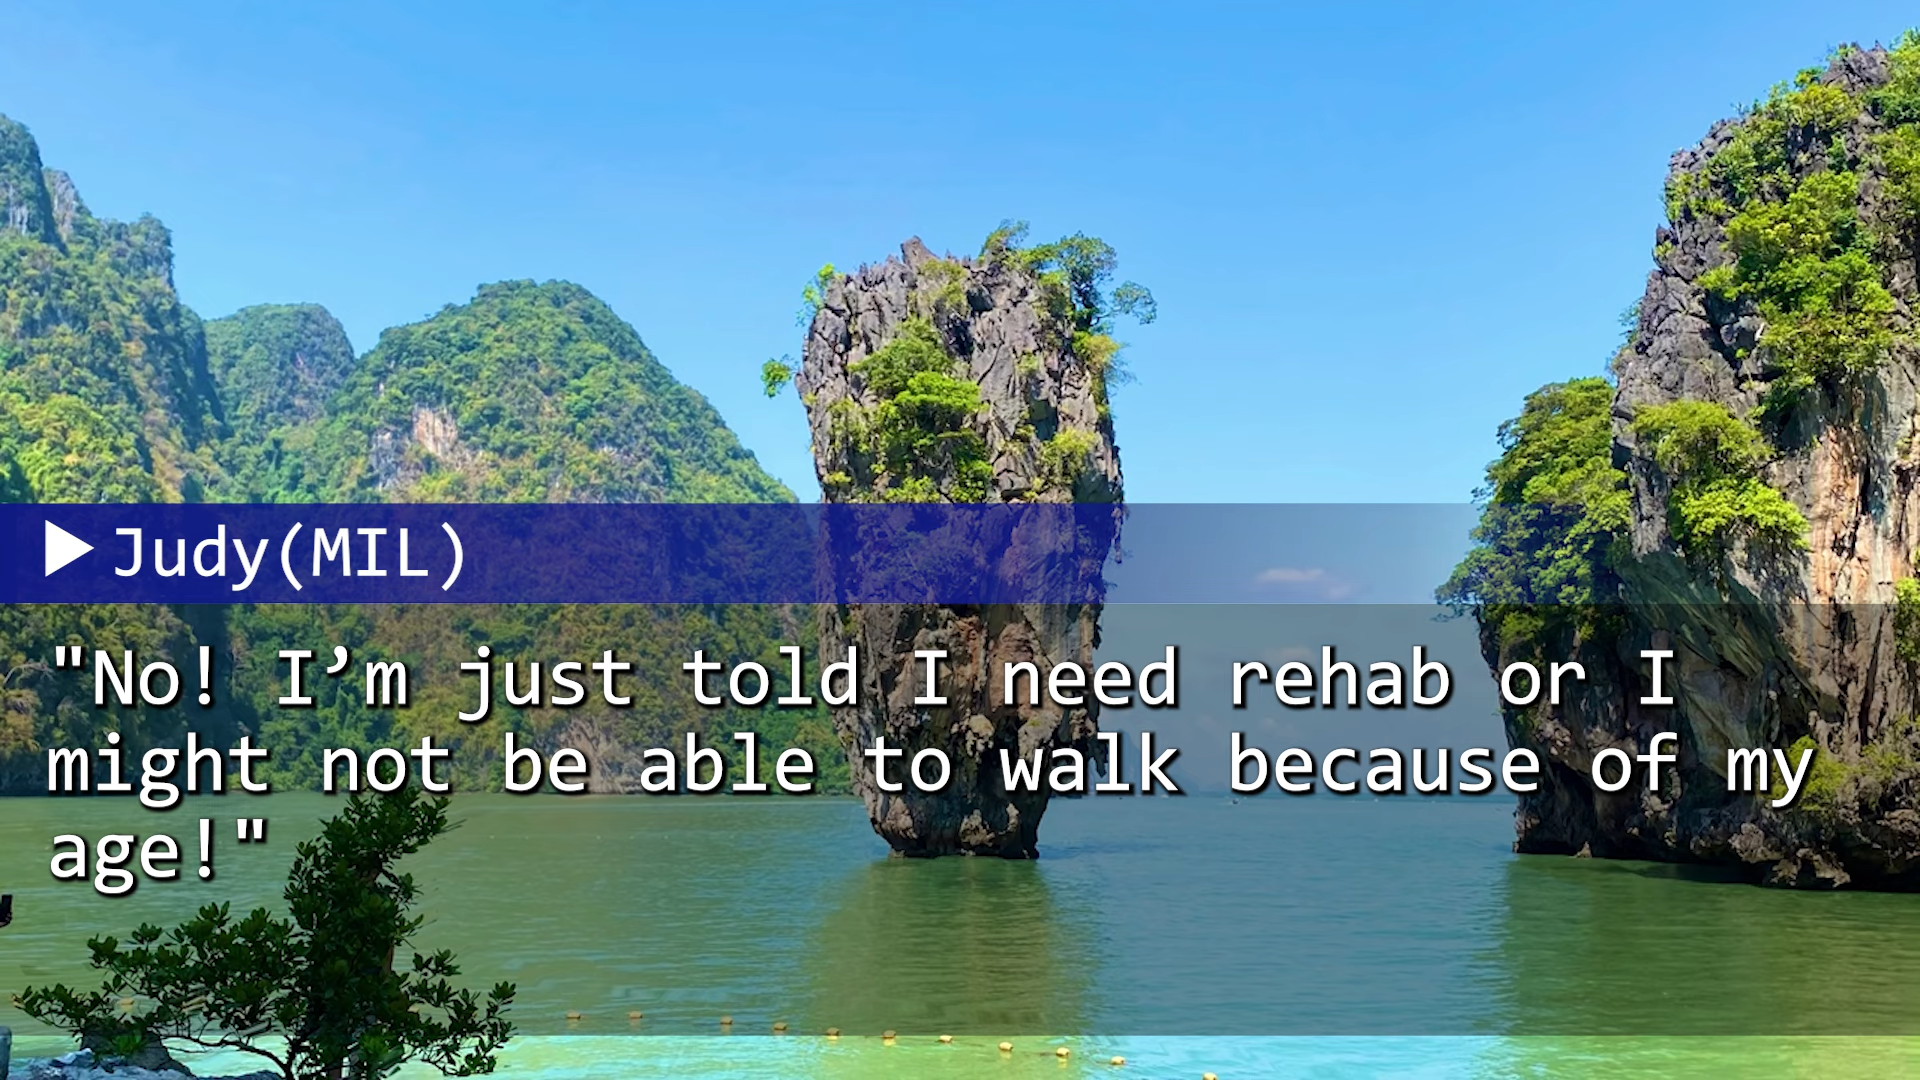 ▶Judy(MIL)
"No! I’m just told I need rehab or I
might not be able to walk because of my
age!"